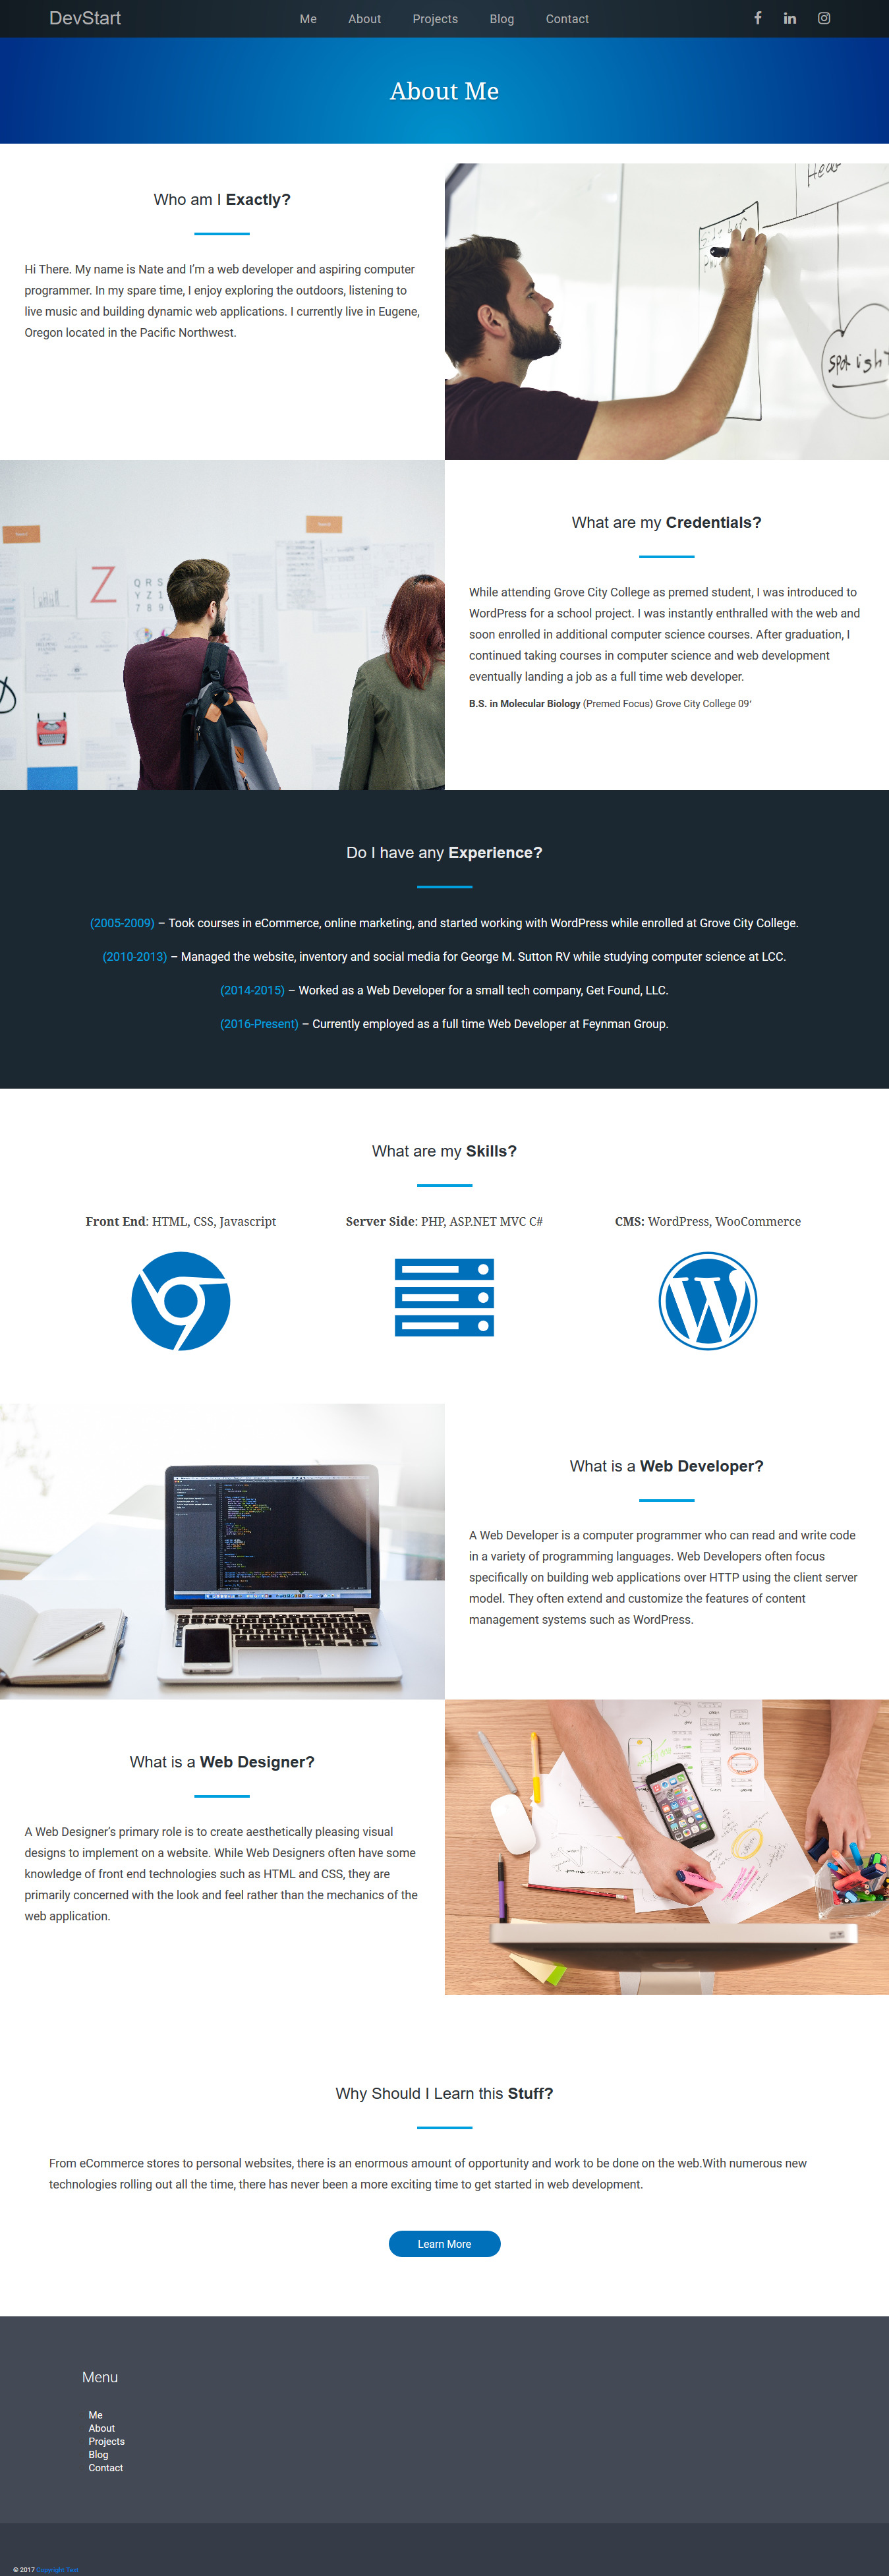 DevStart
Me
About
Projects
Blog
Contact
About Me
Who am I Exactly?
Hi There. My name is Nate and I'm a web developer and aspiring computer
programmer. In my spare time, I enjoy exploring the outdoors, listening to
live music and building dynamic web applications. I currently live in Eugene,
Oregon located in the Pacific Northwest.
spotlight
Z
QRS
YZ1
789
What are my Credentials?
While attending Grove City College as premed student, I was introduced to
WordPress for a school project. I was instantly enthralled with the web and
soon enrolled in additional computer science courses. After graduation, I
continued taking courses in computer science and web development
eventually landing a job as a full time web developer.
B.S. in Molecular Biology (Premed Focus) Grove City College 09'
Do I have any Experience?
(2005-2009) – Took courses in eCommerce, online marketing, and started working with WordPress while enrolled at Grove City College.
(2010-2013) – Managed the website, inventory and social media for George M. Sutton RV while studying computer science at LCC.
(2014-2015) – Worked as a Web Developer for a small tech company, Get Found, LLC.
(2016-Present) – Currently employed as a full time Web Developer at Feynman Group.
What are my Skills?
Front End: HTML, CSS, Javascript
Server Side: PHP, ASP.NET MVC C#
CMS: WordPress, WooCommerce
What is a Web Developer?
A Web Developer is a computer programmer who can read and write code
in a variety of programming languages. Web Developers often focus
specifically on building web applications over HTTP using the client server
model. They often extend and customize the features of content
management systems such as WordPress.
What is a Web Designer?
A Web Designer's primary role is to create aesthetically pleasing visual
designs to implement on a website. While Web Designers often have some
knowledge of front end technologies such as HTML and CSS, they are
primarily concerned with the look and feel rather than the mechanics of the
web application.
Why Should I Learn this Stuff?
From eCommerce stores to personal websites, there is an enormous amount of opportunity and work to be done on the web.With numerous new
technologies rolling out all the time, there has never been a more exciting time to get started in web development.
Learn More
Menu
Me
About
Projects
Blog
Contact
© 2017 Copyright Text